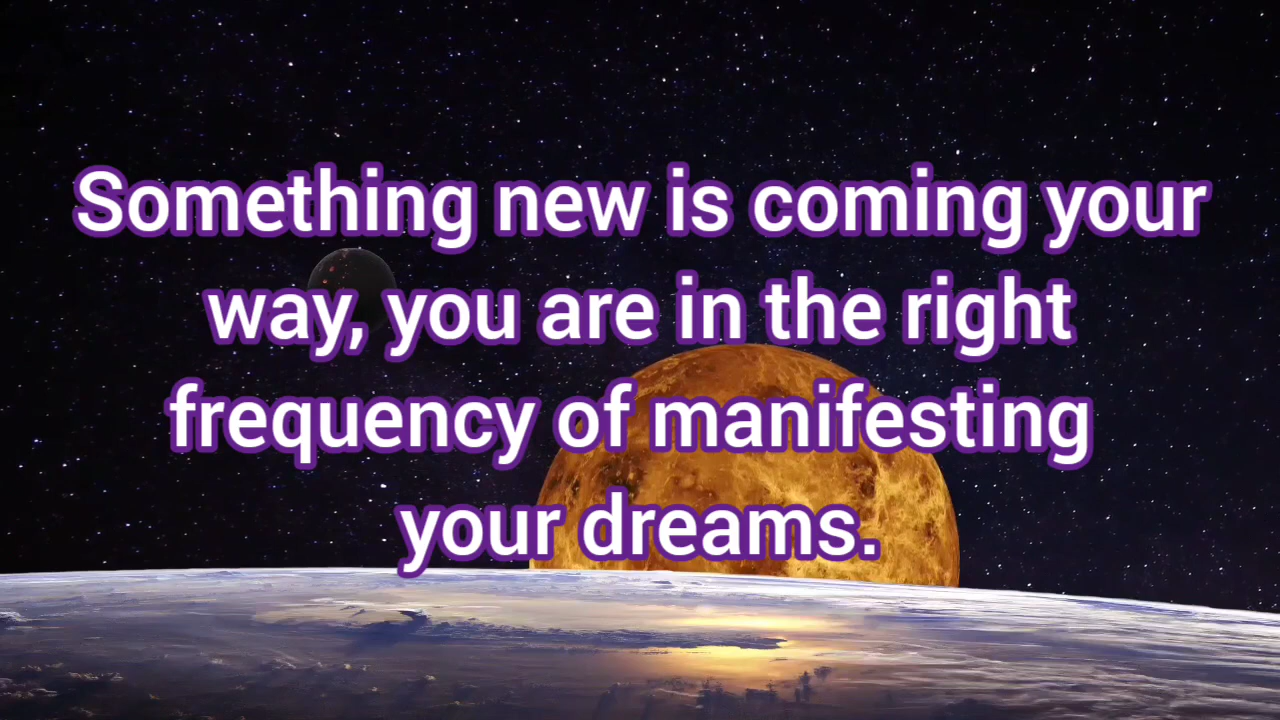 Something new is coming your
way, you are in the right
frequency of manifesting
your dreams.